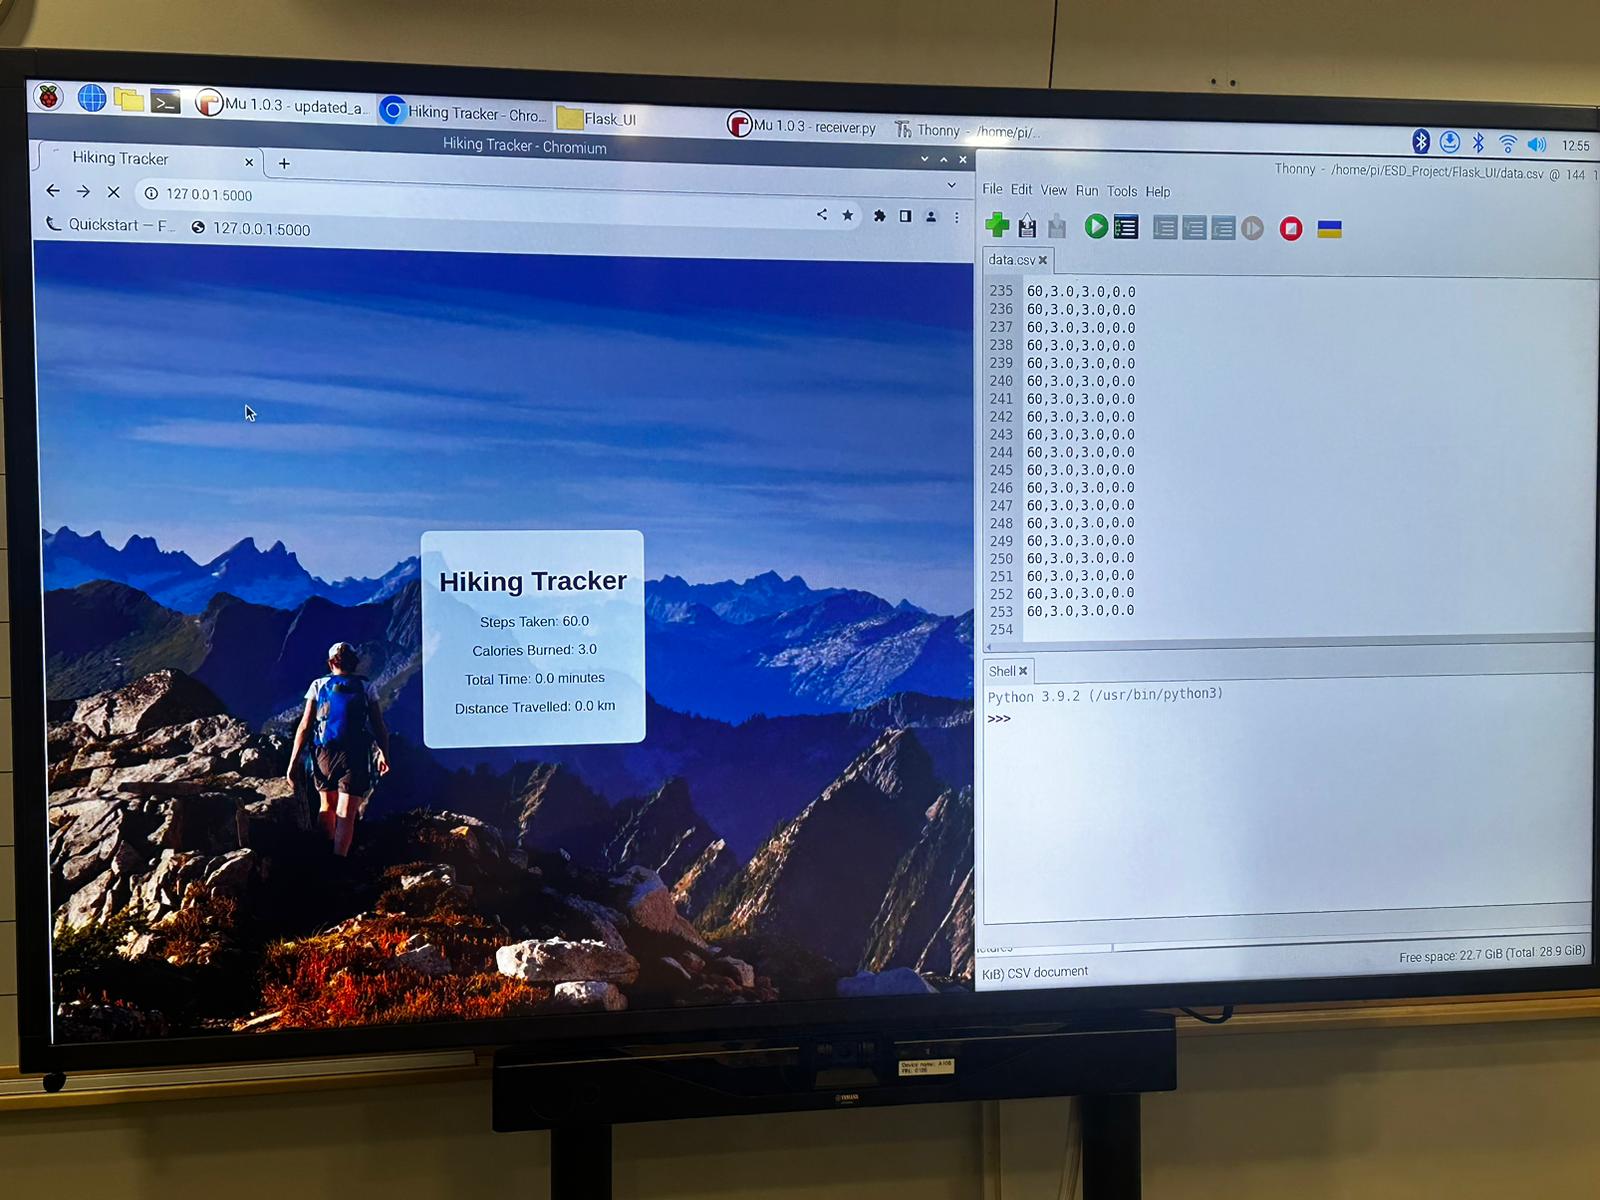 Mu 1.0.3 - updated_a...
Hiking Tracker - Chro...
Flask_UI
Mu 1.0.3 - receiver.py
Thonny - /home/pi/...
12:55
Hiking Tracker - Chromium
Hiking Tracker
127.0.0.1:5000
Quickstart — F...
127.0.0.1:5000
Hiking Tracker
Steps Taken: 60.0
Calories Burned: 3.0
Total Time: 0.0 minutes
Distance Travelled: 0.0 km
Thonny - /home/pi/ESD_Project/Flask_UI/data.csv @ 144
File Edit View Run Tools Help
data.csv
235 60,3.0,3.0,0.0
236 60,3.0,3.0,0.0
237 60,3.0,3.0,0.0
238 60,3.0,3.0,0.0
239 60,3.0,3.0,0.0
240 60,3.0,3.0,0.0
241 60,3.0,3.0,0.0
242 60,3.0,3.0,0.0
243 60,3.0,3.0,0.0
244 60,3.0,3.0,0.0
245 60,3.0,3.0,0.0
246 60,3.0,3.0,0.0
247 60,3.0,3.0,0.0
248 60,3.0,3.0,0.0
249 60,3.0,3.0,0.0
250 60,3.0,3.0,0.0
251 60,3.0,3.0,0.0
252 60,3.0,3.0,0.0
253 60,3.0,3.0,0.0
254
Shell
Python 3.9.2 (/usr/bin/python3)
>>>
KiB) CSV document
Free space: 22.7 GiB (Total: 28.9 GiB)
YAMAHA